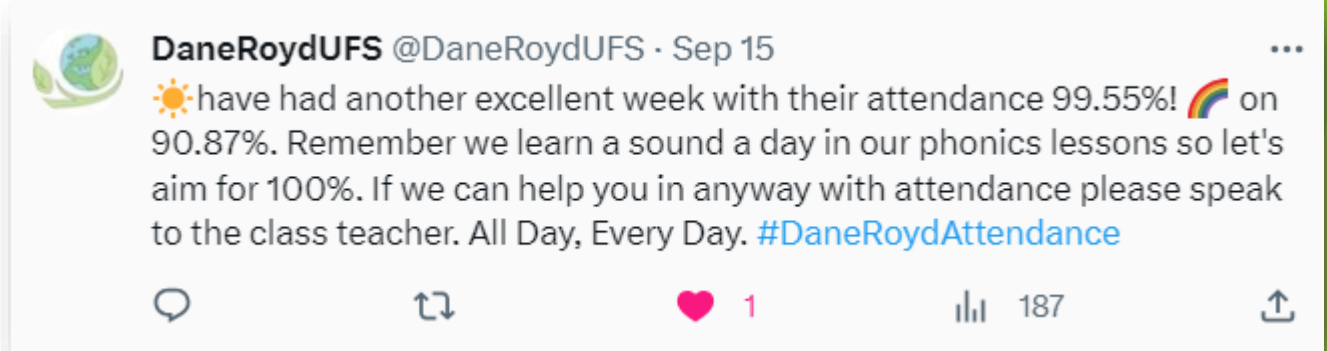 DaneRoydUFS @DaneRoydUFS · Sep 15
☀️have had another excellent week with their attendance 99.55%! 🌈 on
90.87%. Remember we learn a sound a day in our phonics lessons so let's
aim for 100%. If we can help you in anyway with attendance please speak
to the class teacher. All Day, Every Day. #DaneRoydAttendance
1 187